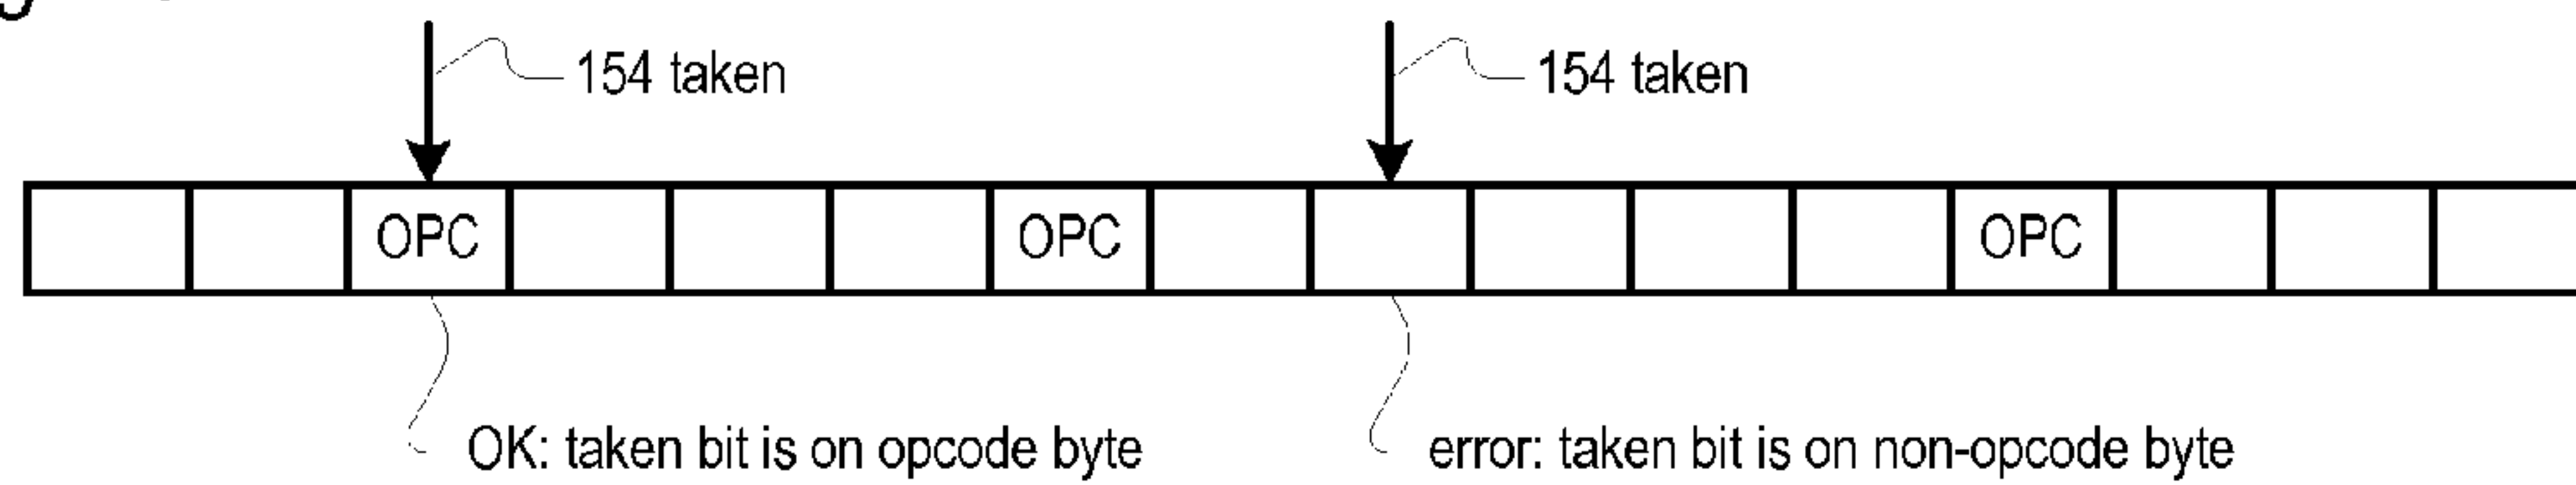 154 taken
154 taken
OPC
OPC
OPC
OK: taken bit is on opcode byte
error: taken bit is on non-opcode byte